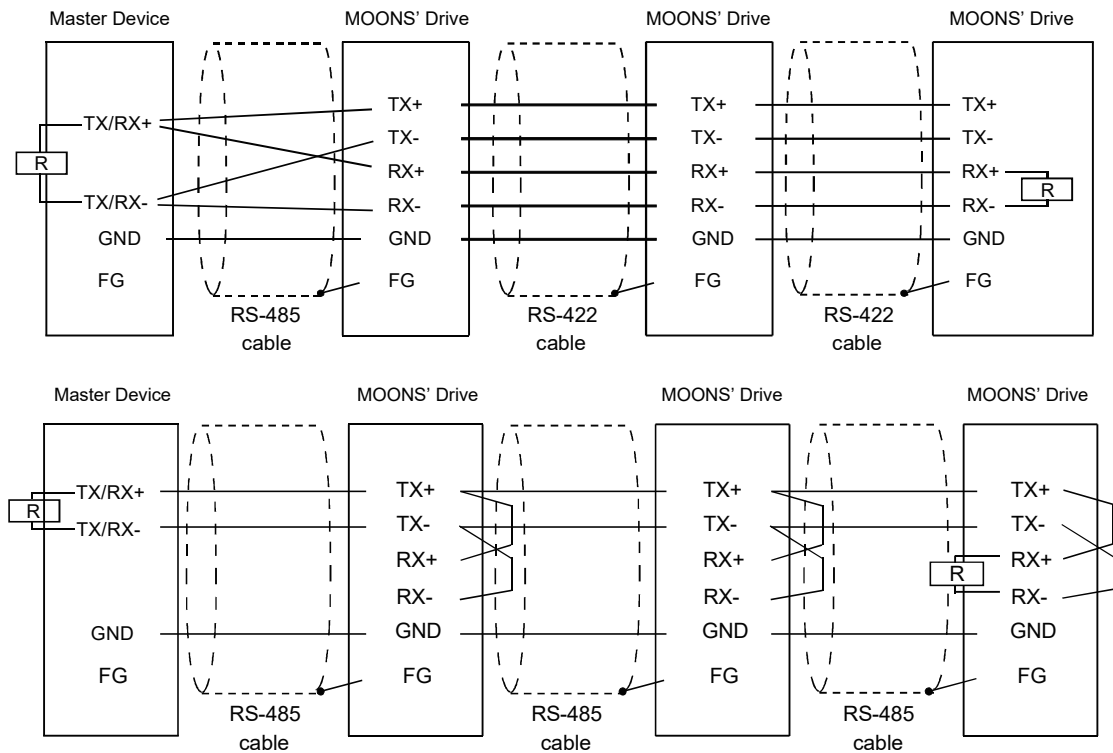 Master Device MOONS’ Drive MOONS’ Drive MOONS’ Drive
TX+ TX+ TX+
TX/RX+
TX- TX- TX-
R
RX+ RX+ RX+
R
TX/RX- RX- RX- RX-
GND GND GND GND
FG FG FG FG
RS-485 RS-422 RS-422
cable cable cable
Master Device MOONS’ Drive MOONS’ Drive MOONS’ Drive
TX/RX+ TX+ TX+ TX+
R
TX/RX- TX- TX- TX-
RX+ RX+ RX+
R
RX- RX- RX-
GND GND GND GND
FG FG FG FG
RS-485 RS-485 RS-485
cable cable cable